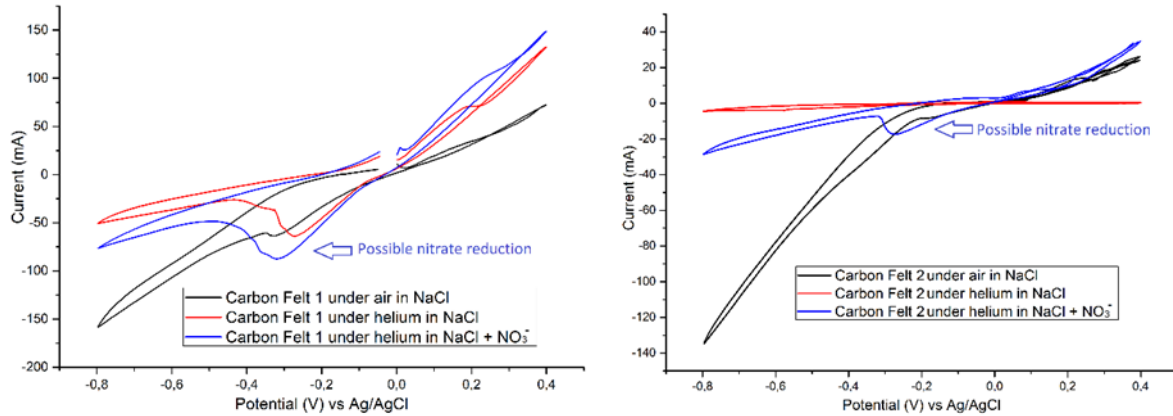 150
100
50
0
-50
-100
-150
-200
Current (mA)
Possible nitrate reduction
Carbon Felt 1 under air in NaCl
Carbon Felt 1 under helium in NaCl
Carbon Felt 1 under helium in NaCl + NO₃⁻
-0,8
-0,6
-0,4
-0,2
0,0
0,2
0,4
Potential (V) vs Ag/AgCl
40
20
0
-20
-40
-60
-80
-100
-120
-140
Current (mA)
Possible nitrate reduction
Carbon Felt 2 under air in NaCl
Carbon Felt 2 under helium in NaCl
Carbon Felt 2 under helium in NaCl + NO₃⁻
-0,8
-0,6
-0,4
-0,2
0,0
0,2
0,4
Potential (V) vs Ag/AgCl